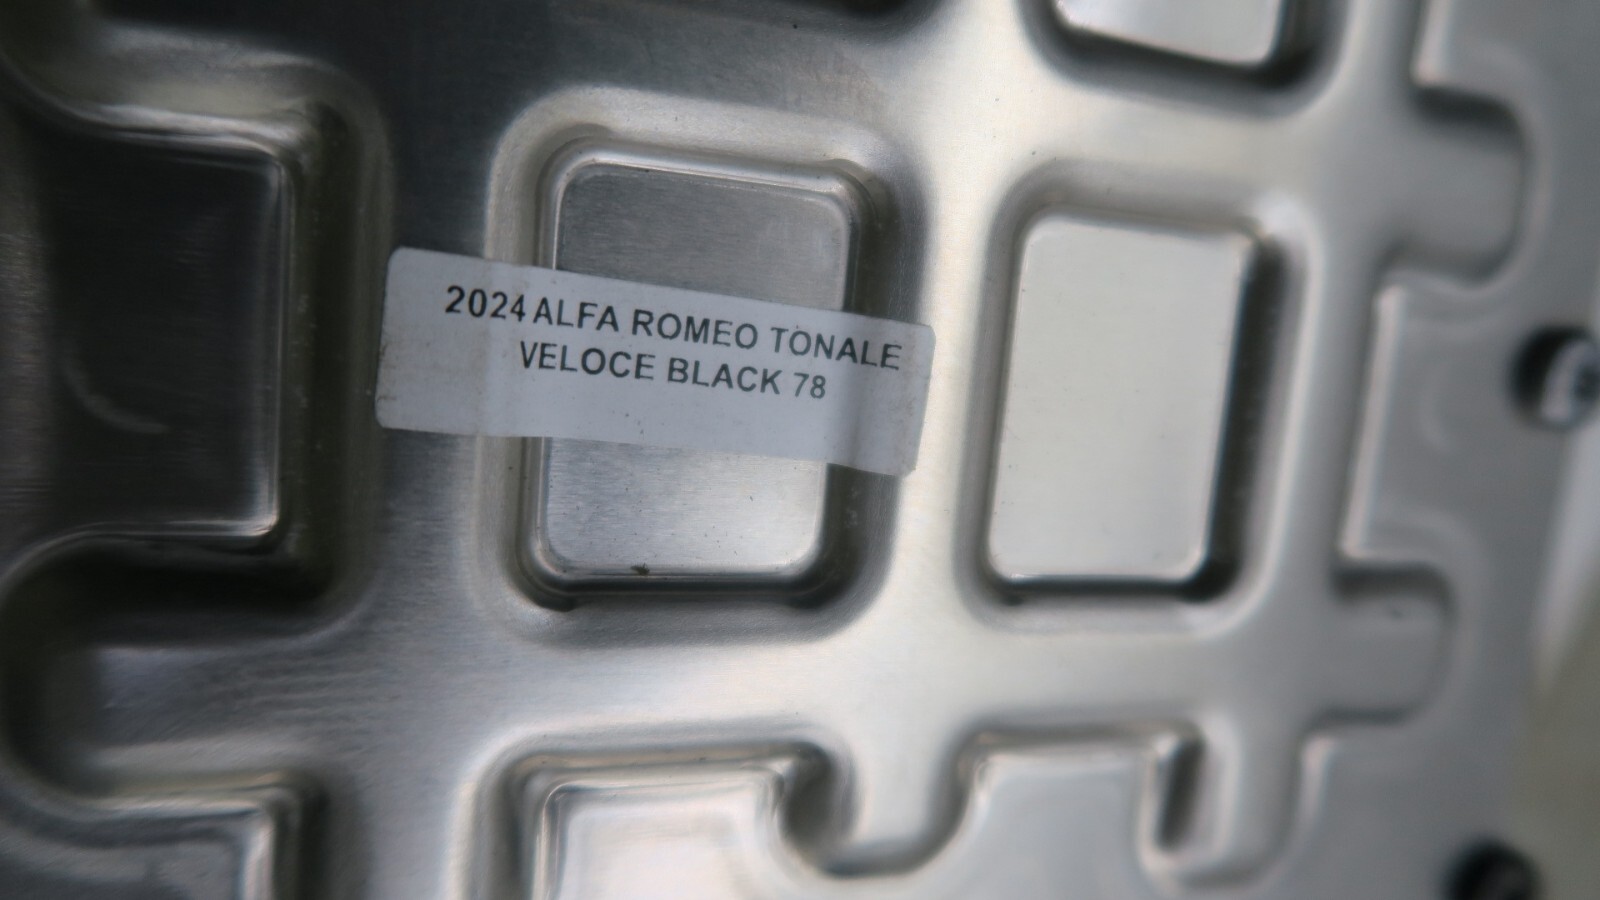 2024 ALFA ROMEO TONALE
VELOCE BLACK 78